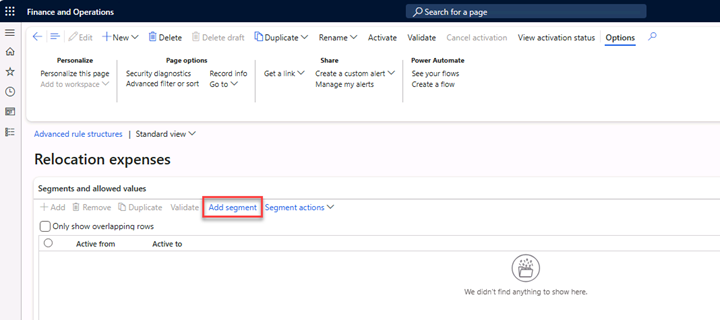 Finance and Operations
Search for a page
Edit New Delete Delete draft Duplicate Rename Activate Validate Cancel activation View activation status Options
Personalize Page options Share Power Automate
Personalize this page Security diagnostics Record info Get a link Create a custom alert See your flows
Add to workspace Advanced filter or sort Go to Manage my alerts Create a flow
Advanced rule structures | Standard view
Relocation expenses
Segments and allowed values
Add Remove Duplicate Validate Add segment Segment actions
Only show overlapping rows
Active from Active to
We didn't find anything to show here.